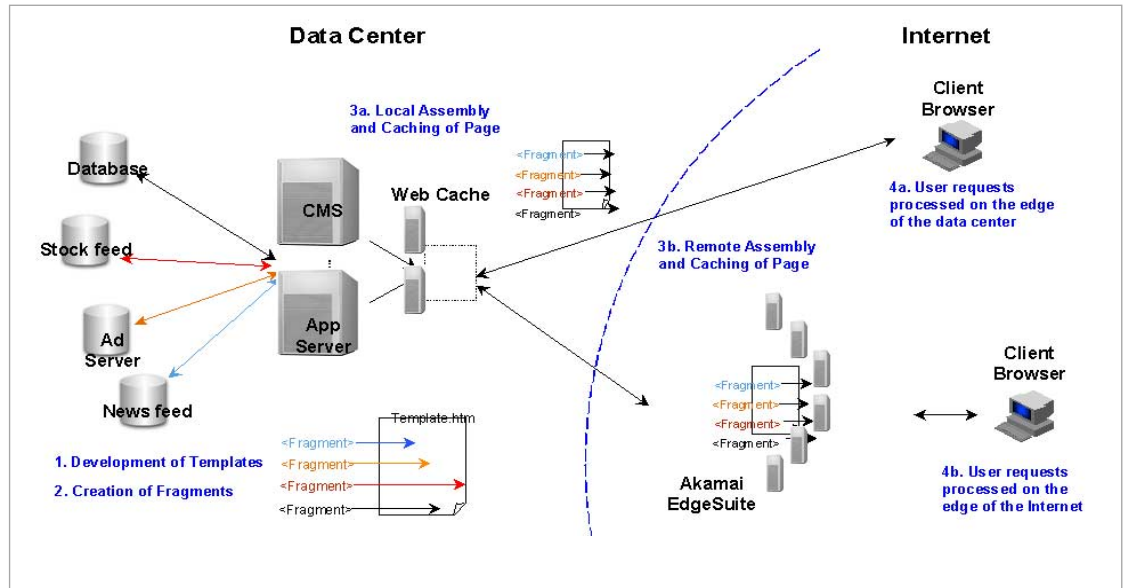 Data Center
Internet
3a. Local Assembly
and Caching of Page
Client
Browser
Database
<Fragment>
<Fragment>
<Fragment>
<Fragment>
CMS
Web Cache
4a. User requests
processed on the edge
of the data center
Stock feed
3b. Remote Assembly
and Caching of Page
App
Server
Ad
Server
Client
Browser
<Fragment>
<Fragment>
<Fragment>
<Fragment>
News feed
Template.htm
<Fragment>
<Fragment>
<Fragment>
<Fragment>
1. Development of Templates
2. Creation of Fragments
Akamai
EdgeSuite
4b. User requests
processed on the
edge of the Internet